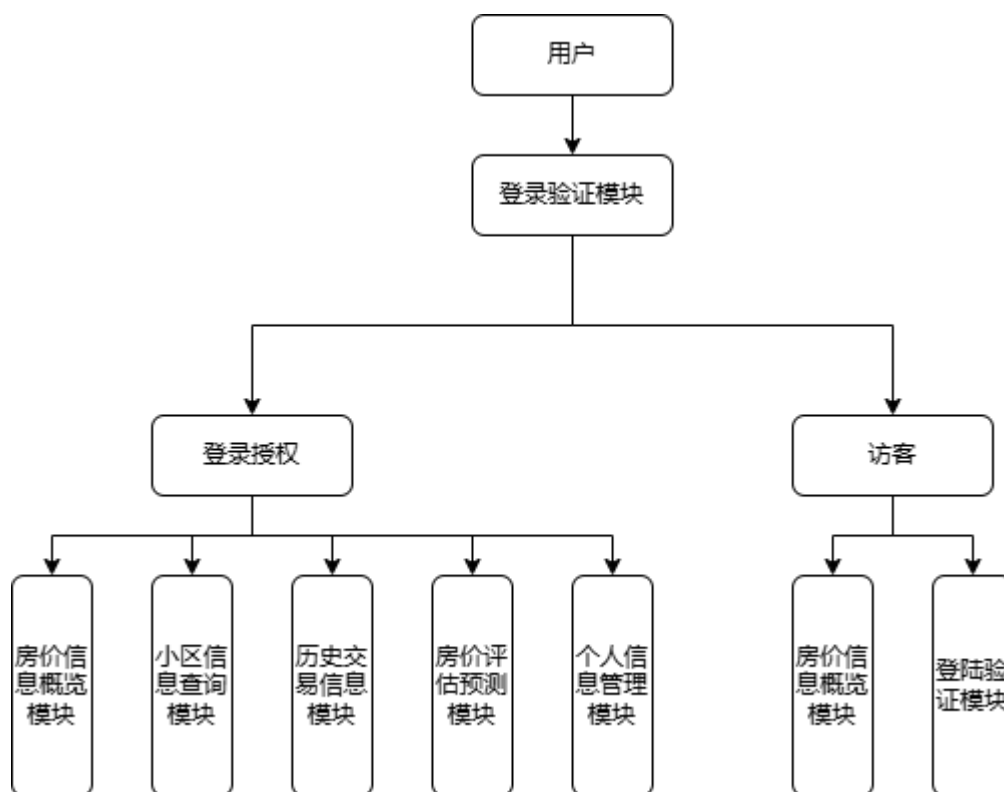 用户
登录验证模块
登录授权
访客
房价信
息概览
模块
小区信
息查询
模块
历史交
易信息
模块
房价评
估预测
模块
个人信
息管理
模块
房价信
息概览
模块
登陆验
证模块